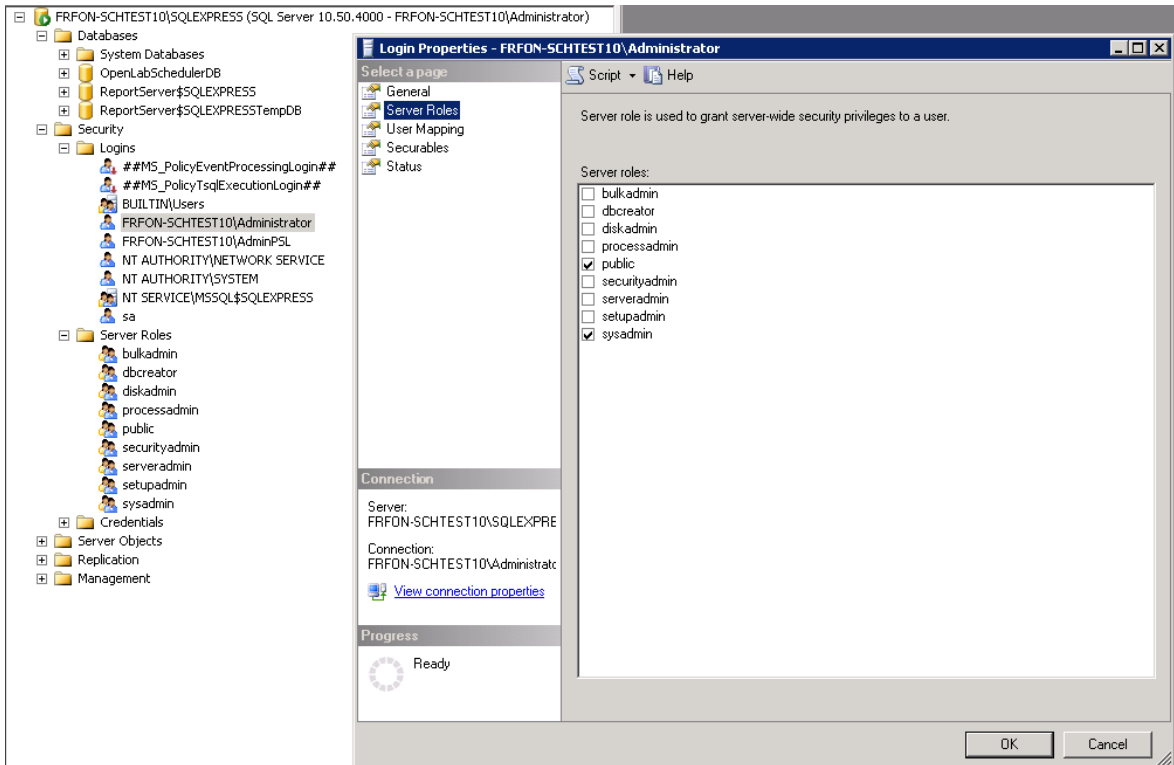 FRFON-SCHTEST10\SQLEXPRESS (SQL Server 10.50.4000 - FRFON-SCHTEST10\Administrator)
Databases
System Databases
OpenLabSchedulerDB
ReportServer$SQLEXPRESS
ReportServer$SQLEXPRESSTempDB
Security
Logins
##MS_PolicyEventProcessingLogin##
##MS_PolicyTsqlExecutionLogin##
BUILTIN\Users
FRFON-SCHTEST10\Administrator
FRFON-SCHTEST10\AdminPSL
NT AUTHORITY\NETWORK SERVICE
NT AUTHORITY\SYSTEM
NT SERVICE\MSSQL$SQLEXPRESS
sa
Server Roles
bulkadmin
dbcreator
diskadmin
processadmin
public
securityadmin
serveradmin
setupadmin
sysadmin
Credentials
Server Objects
Replication
Management
Login Properties - FRFON-SCHTEST10\Administrator
Select a page
General
Server Roles
User Mapping
Securables
Status
Connection
Server:
FRFON-SCHTEST10\SQLEXPRE
Connection:
FRFON-SCHTEST10\Administratc
View connection properties
Progress
Ready
Script Help
Server role is used to grant server-wide security privileges to a user.
Server roles:
bulkadmin
dbcreator
diskadmin
processadmin
public
securityadmin
serveradmin
setupadmin
sysadmin
OK Cancel